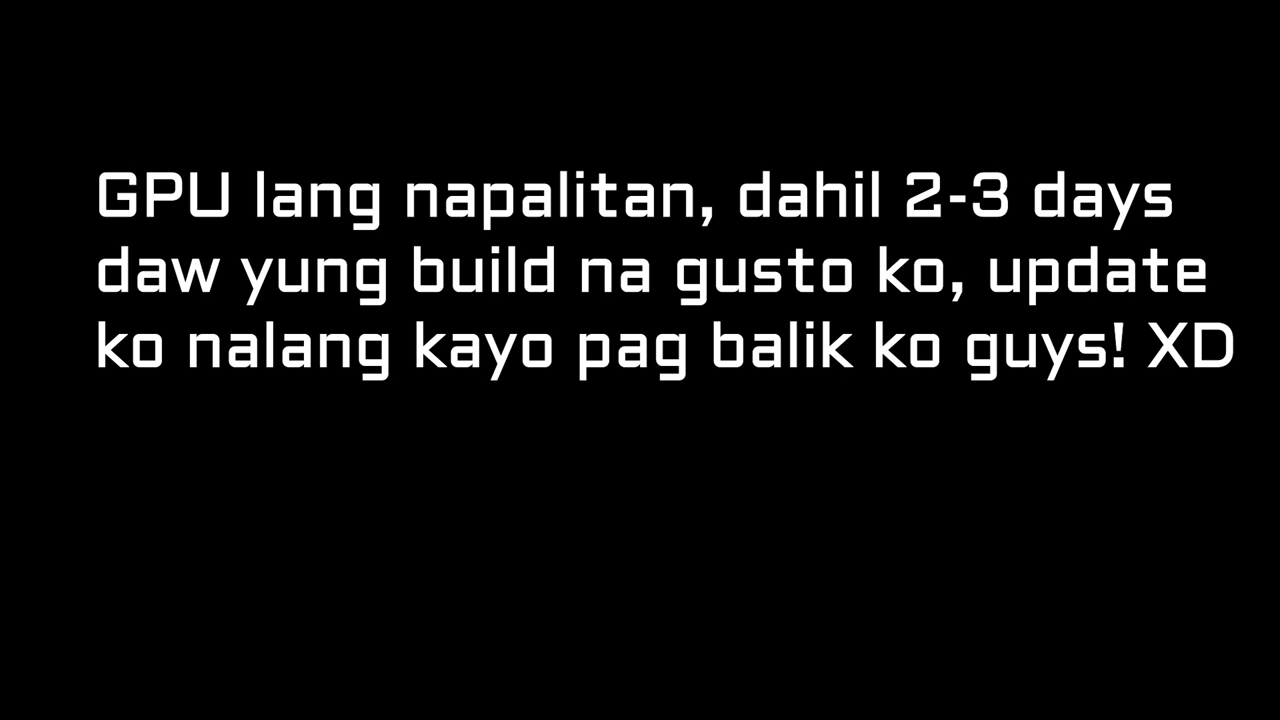 GPU lang napalitan, dahil 2-3 days
daw yung build na gusto ko, update
ko nalang kayo pag balik ko guys! XD